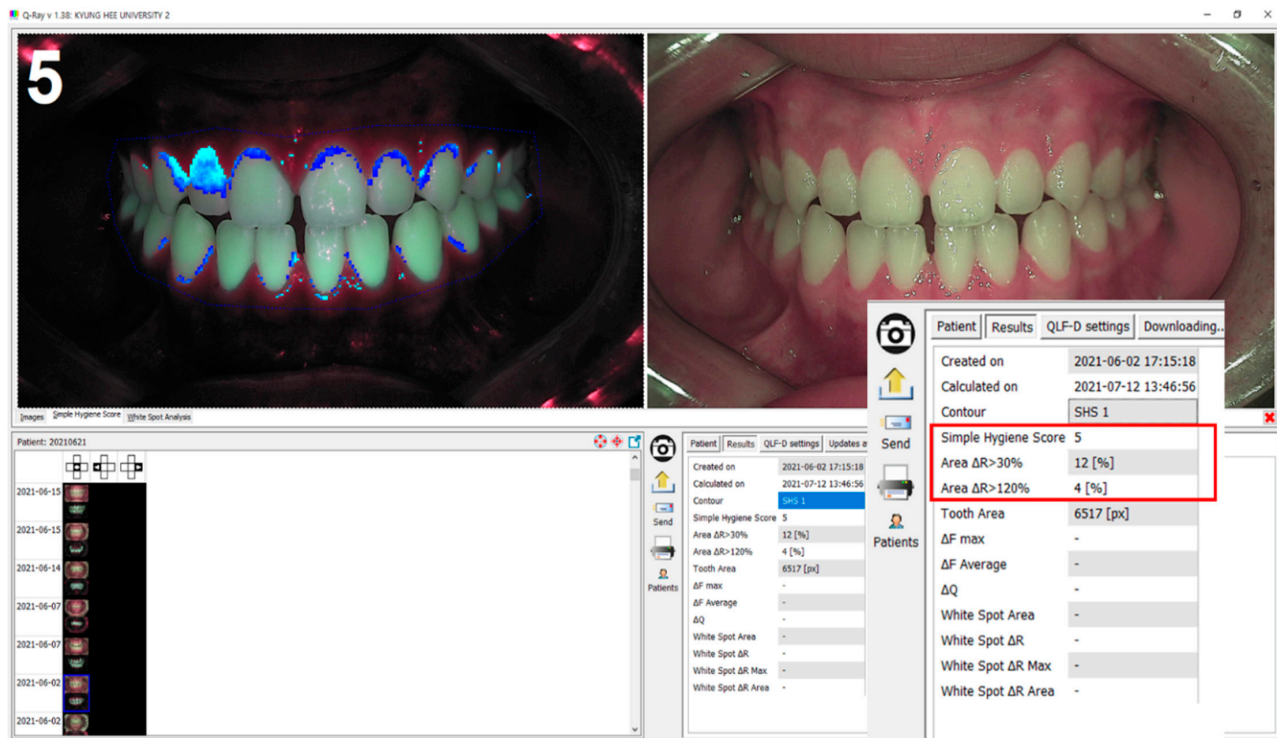 Q-Ray v 1.38: KYUNG HEE UNIVERSITY 2
5
Images Simple Hygiene Score White Spot Analysis
Patient: 20210621
2021-06-15
2021-06-15
2021-06-14
2021-06-07
2021-06-07
2021-06-02
2021-06-02
Send
Patients
Patient Results QLF-D settings Updates a
Created on 2021-06-02 17:15:18
Calculated on 2021-07-12 13:46:56
Contour SHS 1
Simple Hygiene Score 5
Area ΔR>30% 12 [%]
Area ΔR>120% 4 [%]
Tooth Area 6517 [px]
ΔF max -
ΔF Average -
ΔQ -
White Spot Area -
White Spot ΔR -
White Spot ΔR Max -
White Spot ΔR Area -
Send
Patients
Patient Results QLF-D settings Downloading..
Created on 2021-06-02 17:15:18
Calculated on 2021-07-12 13:46:56
Contour SHS 1
Simple Hygiene Score 5
Area ΔR>30% 12 [%]
Area ΔR>120% 4 [%]
Tooth Area 6517 [px]
ΔF max -
ΔF Average -
ΔQ -
White Spot Area -
White Spot ΔR -
White Spot ΔR Max -
White Spot ΔR Area -